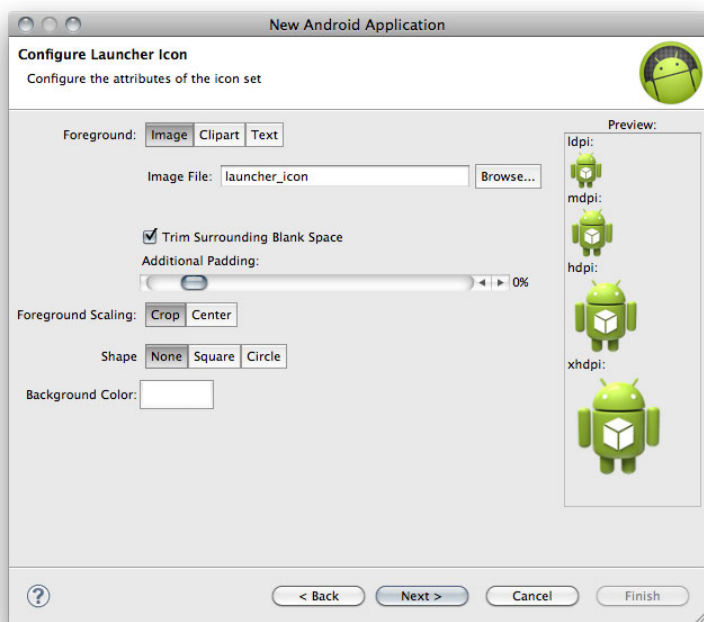 New Android Application
Configure Launcher Icon
Configure the attributes of the icon set
Foreground: Image Clipart Text
Image File: launcher_icon Browse...
Trim Surrounding Blank Space
Additional Padding:
0%
Foreground Scaling: Crop Center
Shape None Square Circle
Background Color:
Preview:
ldpi:
mdpi:
hdpi:
xhdpi:
? < Back Next > Cancel Finish